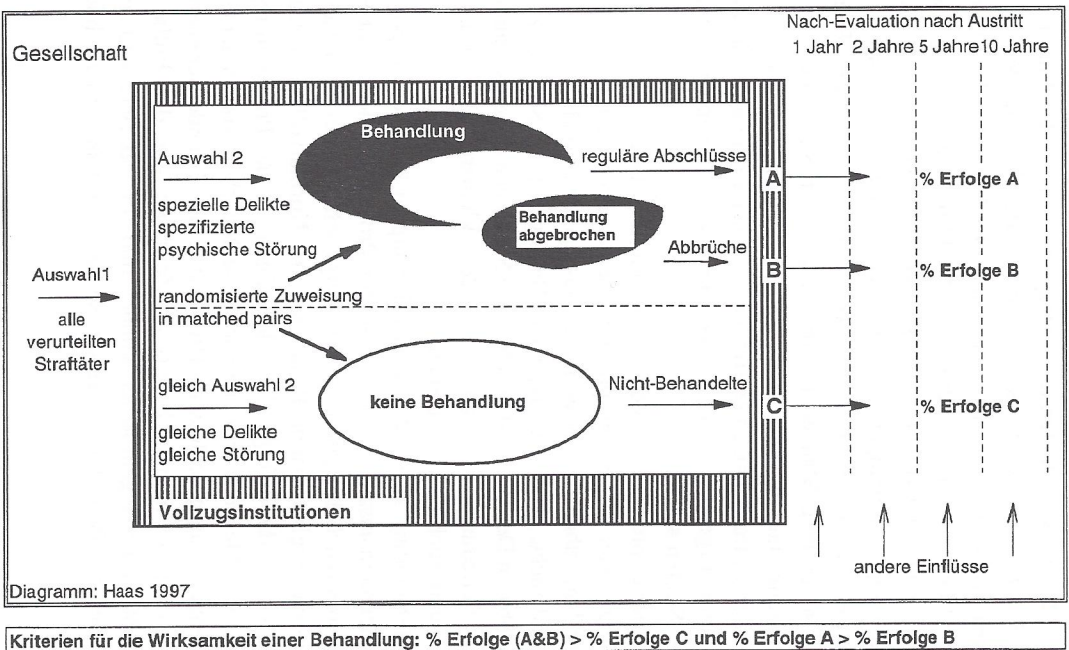 Nach-Evaluation nach Austritt
1 Jahr 2 Jahre 5 Jahre 10 Jahre
Gesellschaft
Behandlung
Auswahl 2
reguläre Abschlüsse
A
% Erfolge A
spezielle Delikte
spezifizierte
psychische Störung
Behandlung
abgebrochen
Abbrüche
B
% Erfolge B
Auswahl1
alle
verurteilten
Straftäter
randomisierte Zuweisung
in matched pairs
gleich Auswahl 2
keine Behandlung
Nicht-Behandelte
C
% Erfolge C
gleiche Delikte
gleiche Störung
Vollzugsinstitutionen
andere Einflüsse
Diagramm: Haas 1997
Kriterien für die Wirksamkeit einer Behandlung: % Erfolge (A&B) > % Erfolge C und % Erfolge A > % Erfolge B